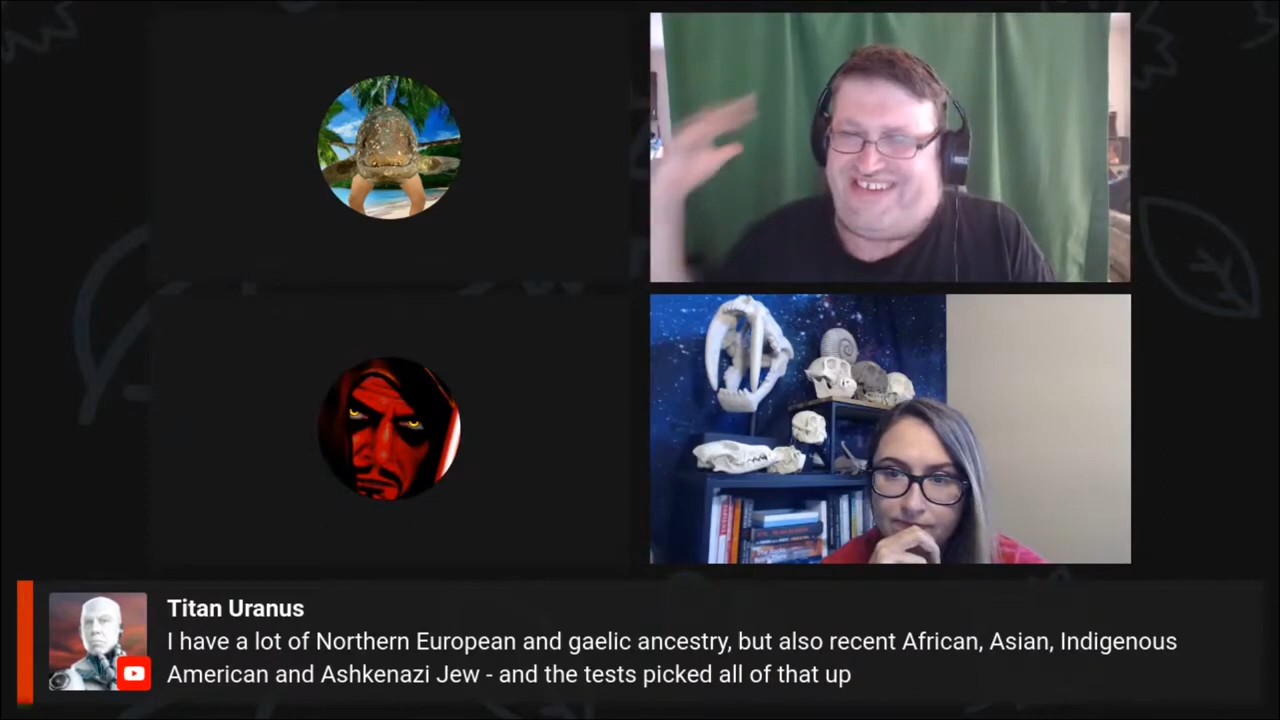 Titan Uranus
I have a lot of Northern European and gaelic ancestry, but also recent African, Asian, Indigenous
American and Ashkenazi Jew - and the tests picked all of that up